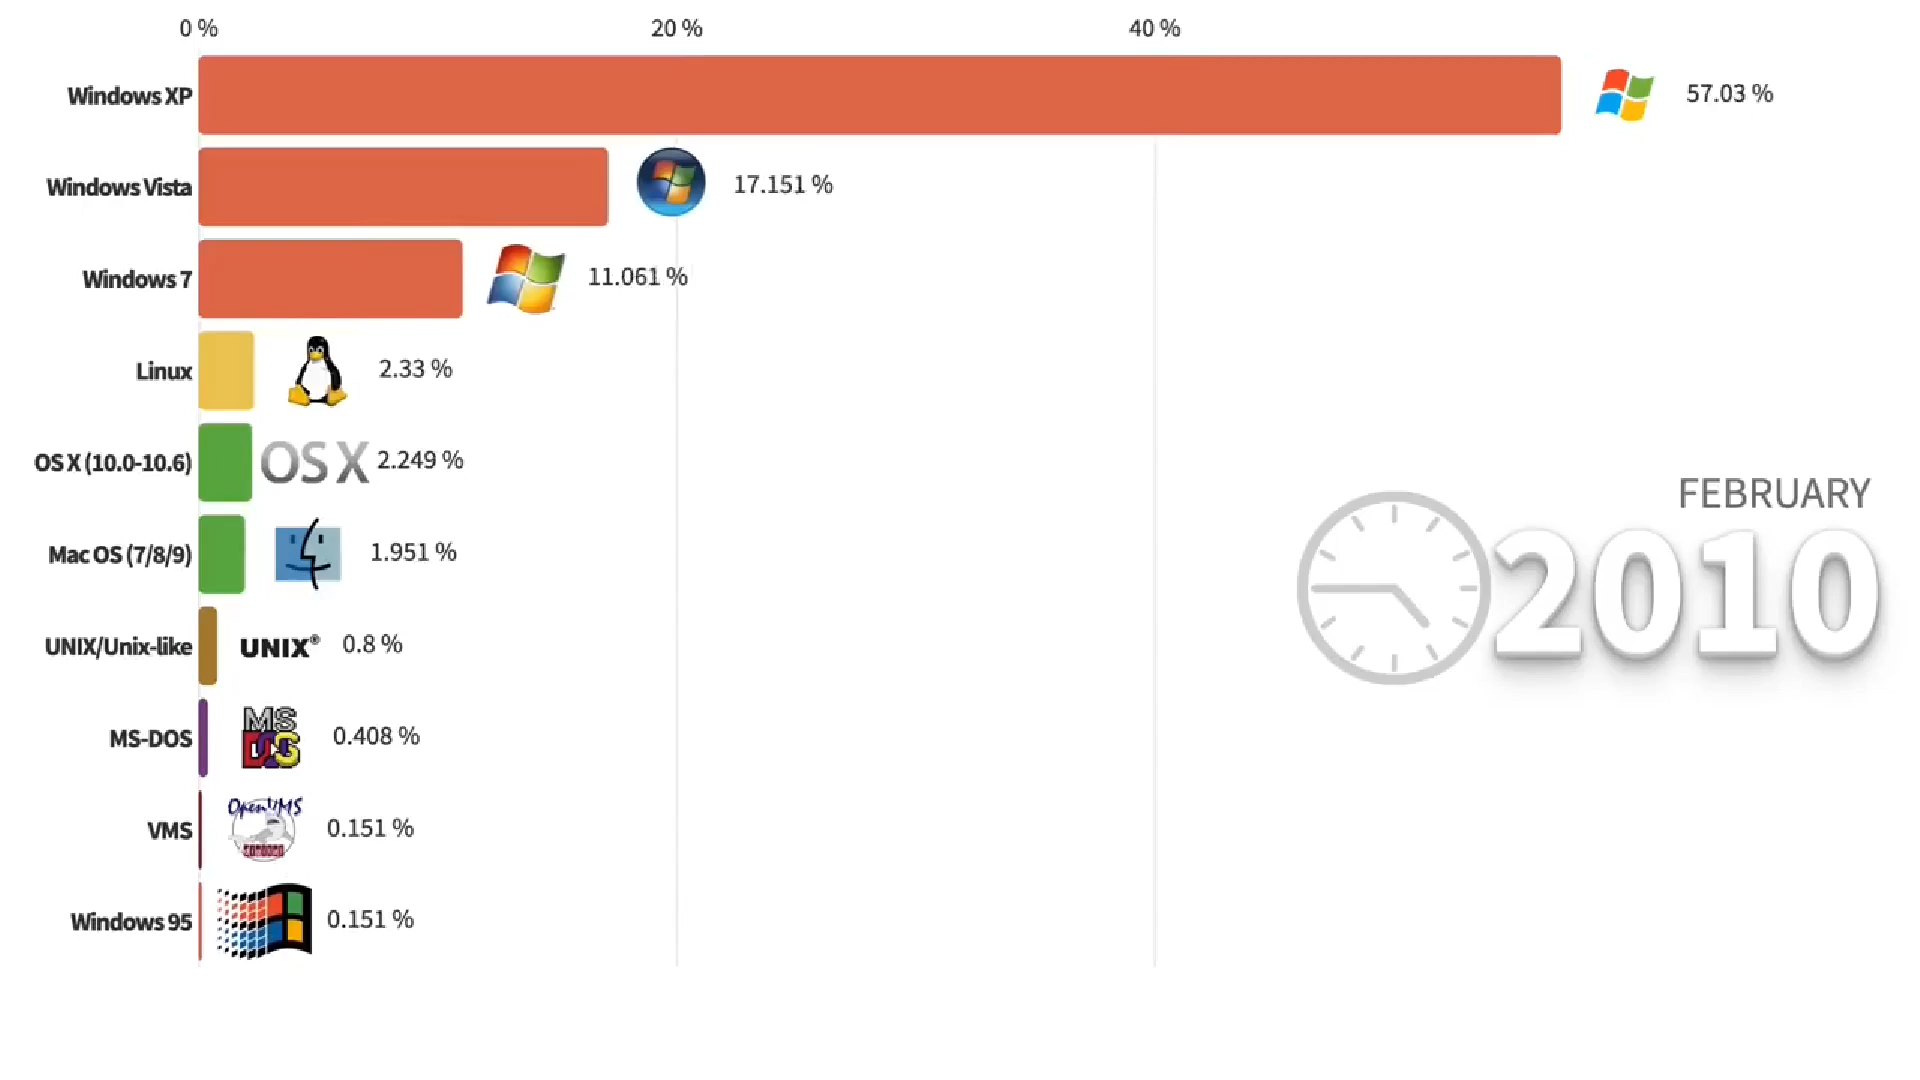 0 % 20 % 40 %
Windows XP 57.03 %
Windows Vista 17.151 %
Windows 7 11.061 %
Linux 2.33 %
OS X (10.0-10.6) OS X 2.249 %
Mac OS (7/8/9) 1.951 %
UNIX/Unix-like UNIX® 0.8 %
MS-DOS MS DOS 0.408 %
VMS OpenVMS 0.151 %
Windows 95 0.151 %
FEBRUARY
2010